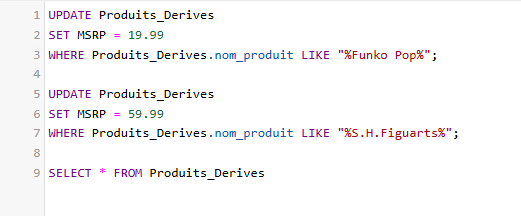 1 UPDATE Produits_Derives
2 SET MSRP = 19.99
3 WHERE Produits_Derives.nom_produit LIKE "%Funko Pop%";
4
5 UPDATE Produits_Derives
6 SET MSRP = 59.99
7 WHERE Produits_Derives.nom_produit LIKE "%S.H.Figuarts%";
8
9 SELECT * FROM Produits_Derives